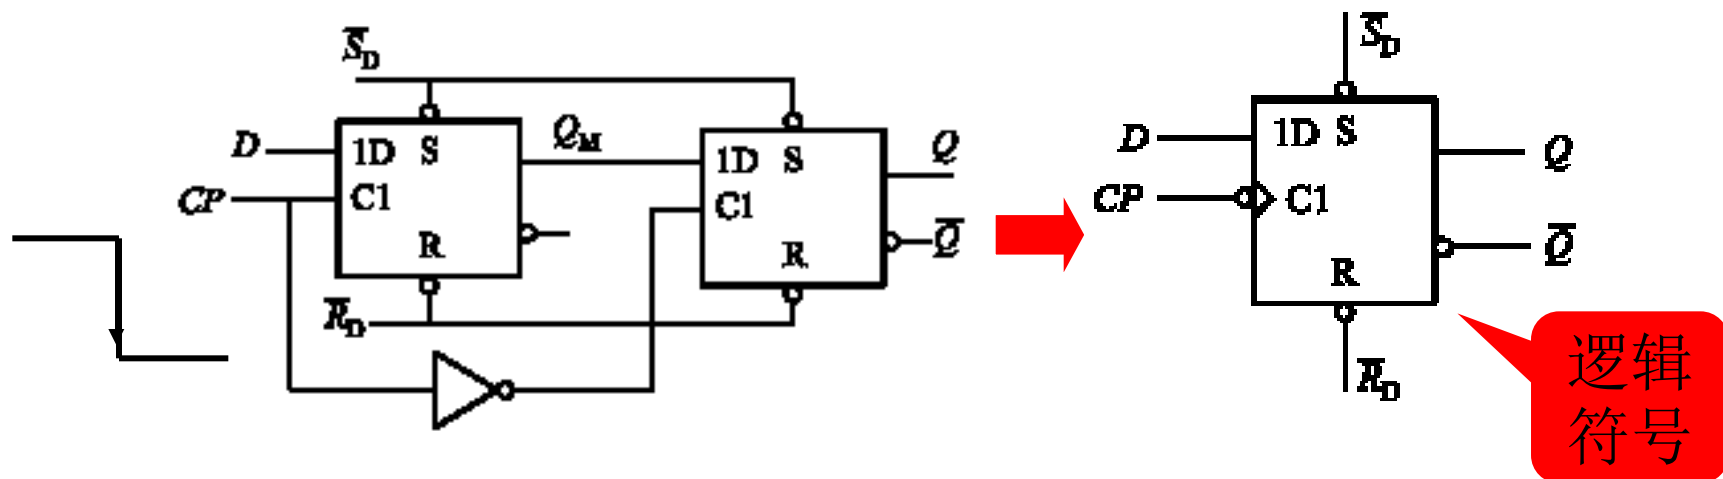 S̅D
D
1D
S
QM
1D
S
Q
CP
C1
C1
R
R
Q̅
R̅D
S̅D
D
1D
S
Q
CP
C1
Q̅
R
R̅D
逻辑
符号